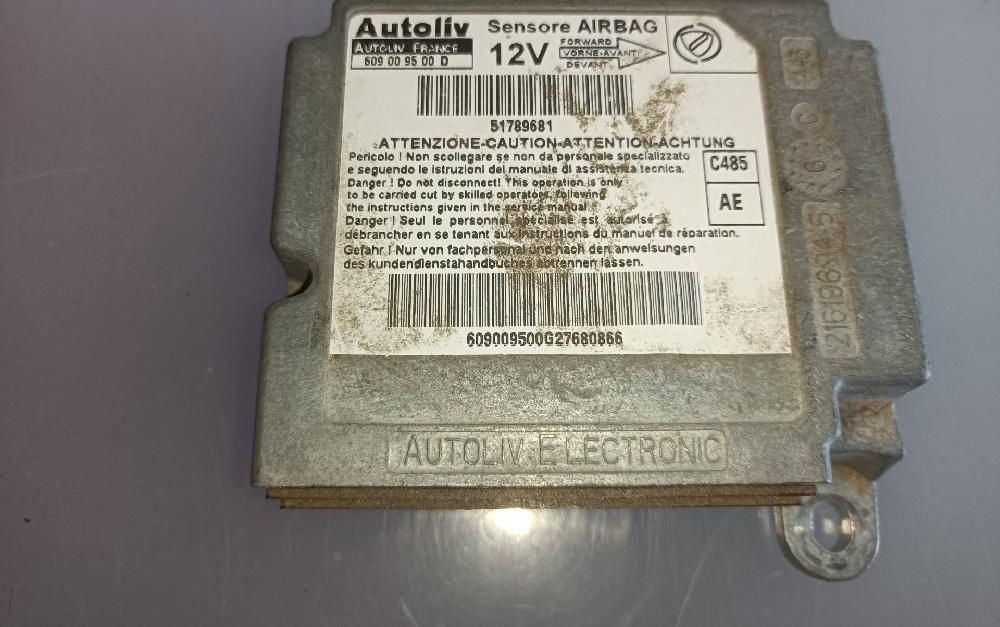 Autoliv
AUTOLIV FRANCE
609 00 95 00 D
Sensore AIRBAG
12V
FORWARD
VORNE-AVANTI
DEVANT
51789681
ATTENZIONE-CAUTION-ATTENTION-ACHTUNG
Pericolo ! Non scollegare se non da personale specializzato
e seguendo le istruzioni del manuale di assistenza tecnica.
Danger ! Do not disconnect! This operation is only
to be carried cut by skilled operators, following
the instructions given in the service manual !
Danger ! Seul le personnel spécialisé est autorisé à
débrancher en se tenant aux instructions du manuel de réparation.
Gefahr ! Nur von fachpersonal und nach den anweisungen
des kundendienstahandbuches abtrennen lassen.
C485
AE
609009500G27680866
AUTOLIV ELECTRONIC